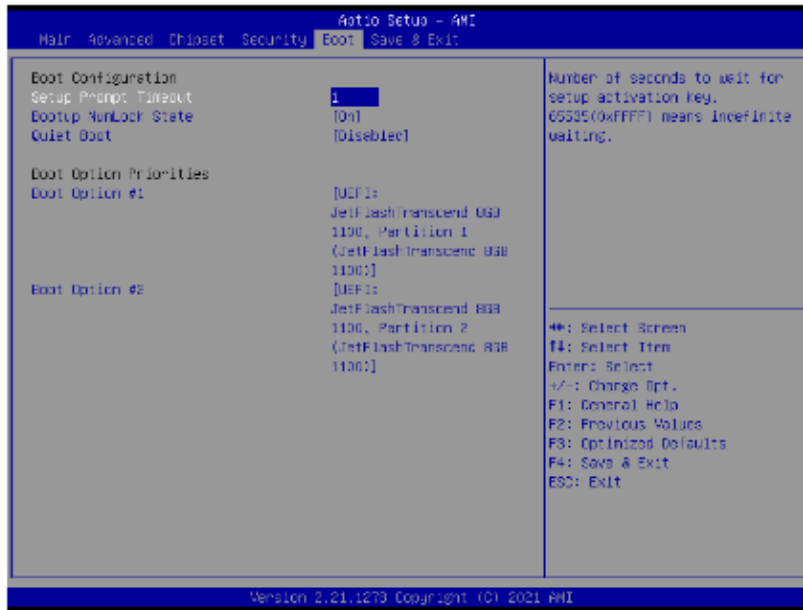 Aptio Setup - AMI
Main Advanced Chipset Security Boot Save & Exit
Boot Configuration
Setup Prompt Timeout 1
Bootup NumLock State [On]
Quiet Boot [Disabled]
Boot Option Priorities
Boot Option #1 [UEFI:
JetFlashTranscend 8GB
1100, Partition 1
(JetFlashTranscend 8GB
1100)]
Boot Option #2 [UEFI:
JetFlashTranscend 8GB
1100, Partition 2
(JetFlashTranscend 8GB
1100)]
Number of seconds to wait for
setup activation key.
65535(0xFFFF) means indefinite
waiting.
→←: Select Screen
↑↓: Select Item
Enter: Select
+/-: Change Opt.
F1: General Help
F2: Previous Values
F3: Optimized Defaults
F4: Save & Exit
ESC: Exit
Version 2.21.1278 Copyright (C) 2021 AMI